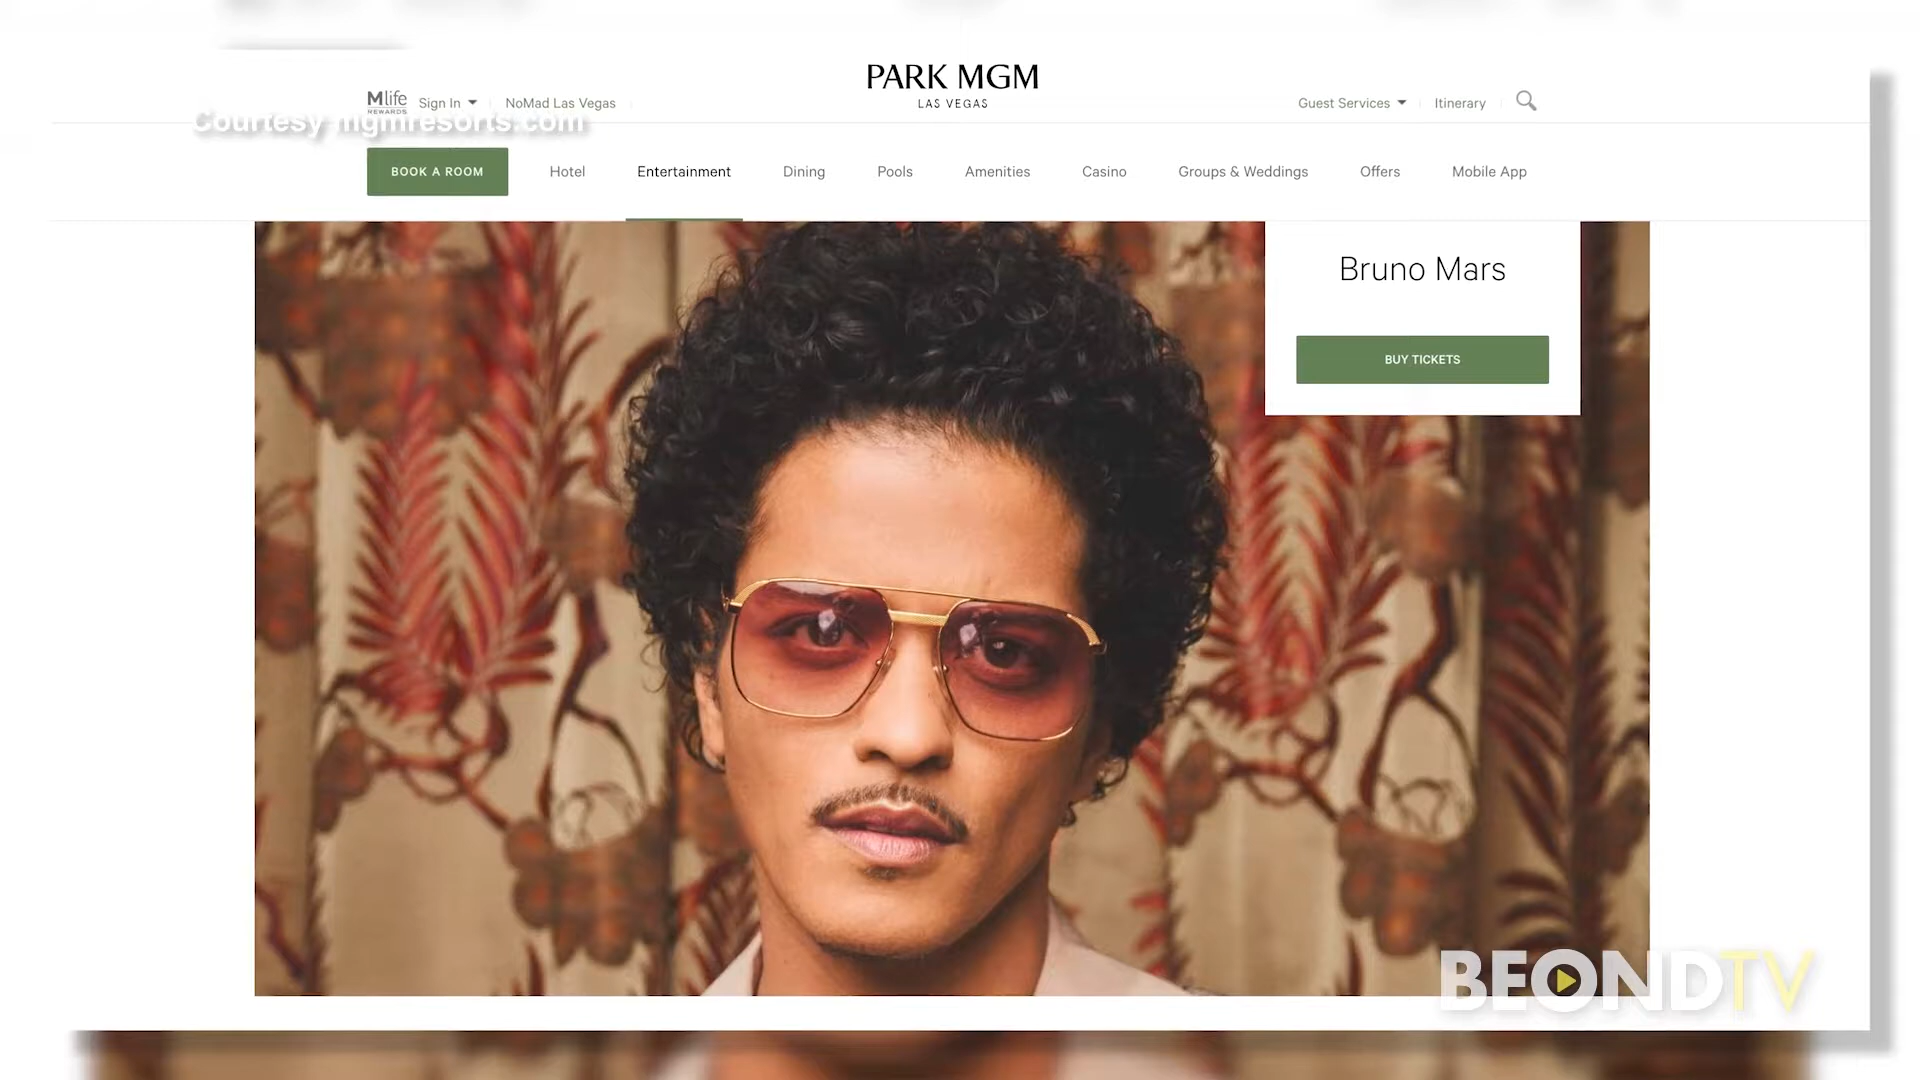 PARK MGM
LAS VEGAS
Mlife
REWARDS
Sign In
NoMad Las Vegas
Guest Services
Itinerary
Courtesy mgmresorts.com
BOOK A ROOM
Hotel
Entertainment
Dining
Pools
Amenities
Casino
Groups & Weddings
Offers
Mobile App
Bruno Mars
BUY TICKETS
BEONDTV